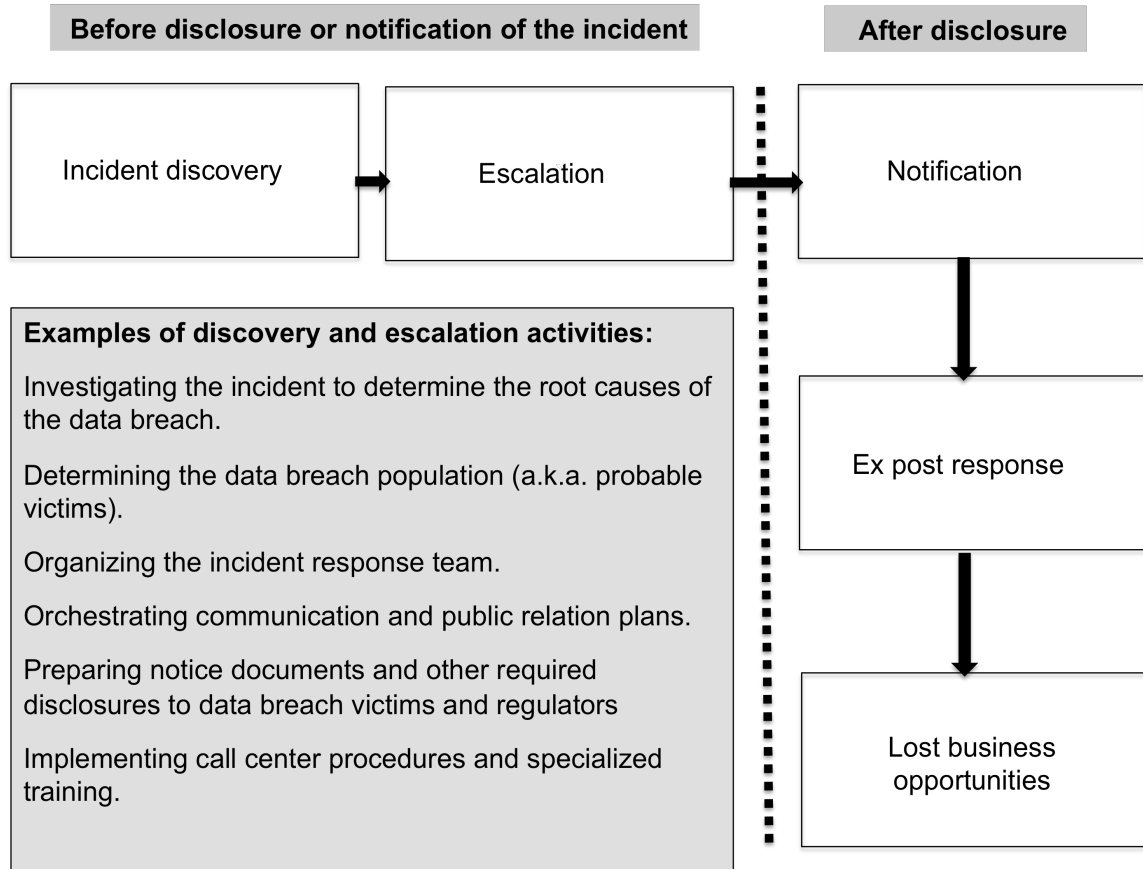 Before disclosure or notification of the incident
After disclosure
Incident discovery
Escalation
Notification
Examples of discovery and escalation activities:
Investigating the incident to determine the root causes of
the data breach.
Determining the data breach population (a.k.a. probable
victims).
Organizing the incident response team.
Orchestrating communication and public relation plans.
Preparing notice documents and other required
disclosures to data breach victims and regulators
Implementing call center procedures and specialized
training.
Ex post response
Lost business
opportunities